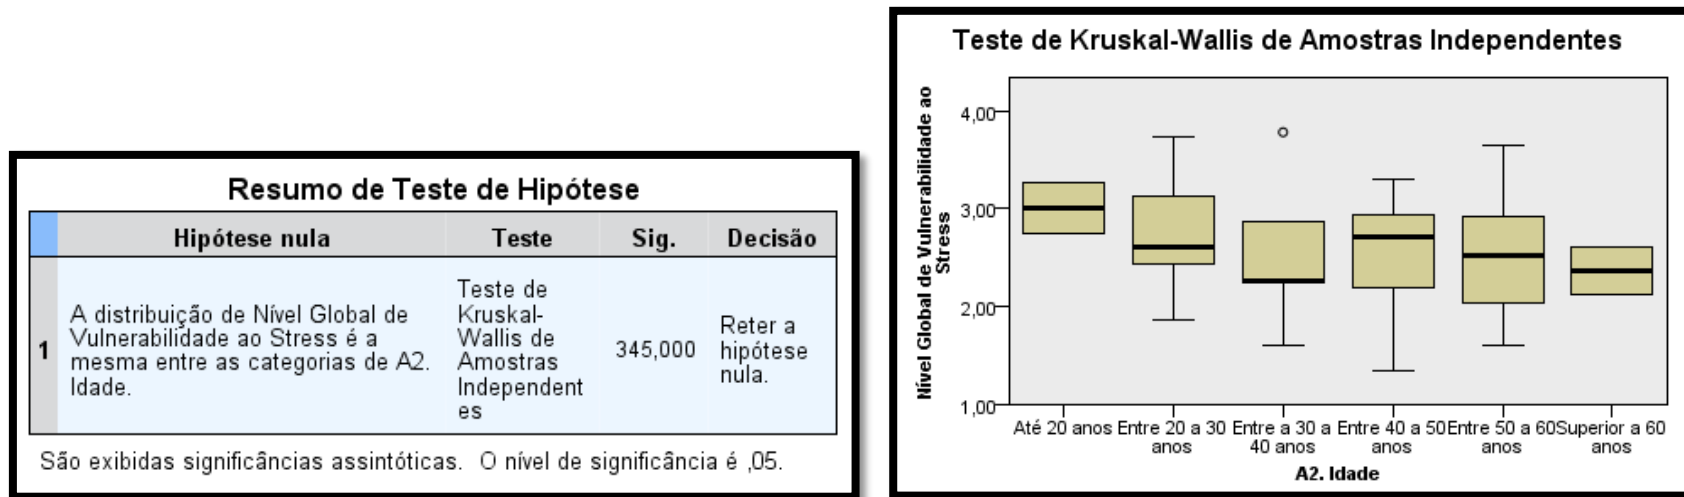 Resumo de Teste de Hipótese
Hipótese nula Teste Sig. Decisão
1 A distribuição de Nível Global de
Vulnerabilidade ao Stress é a
mesma entre as categorias de A2.
Idade.
Teste de
Kruskal-
Wallis de
Amostras
Independent
es
345,000
Reter a
hipótese
nula.
São exibidas significâncias assintóticas. O nível de significância é ,05.
Teste de Kruskal-Wallis de Amostras Independentes
Nível Global de Vulnerabilidade ao
Stress
4,00
3,00
2,00
1,00
Até 20 anos
Entre 20 a 30
anos
Entre a 30 a
40 anos
Entre 40 a 50
anos
Entre 50 a 60
anos
Superior a 60
anos
A2. Idade